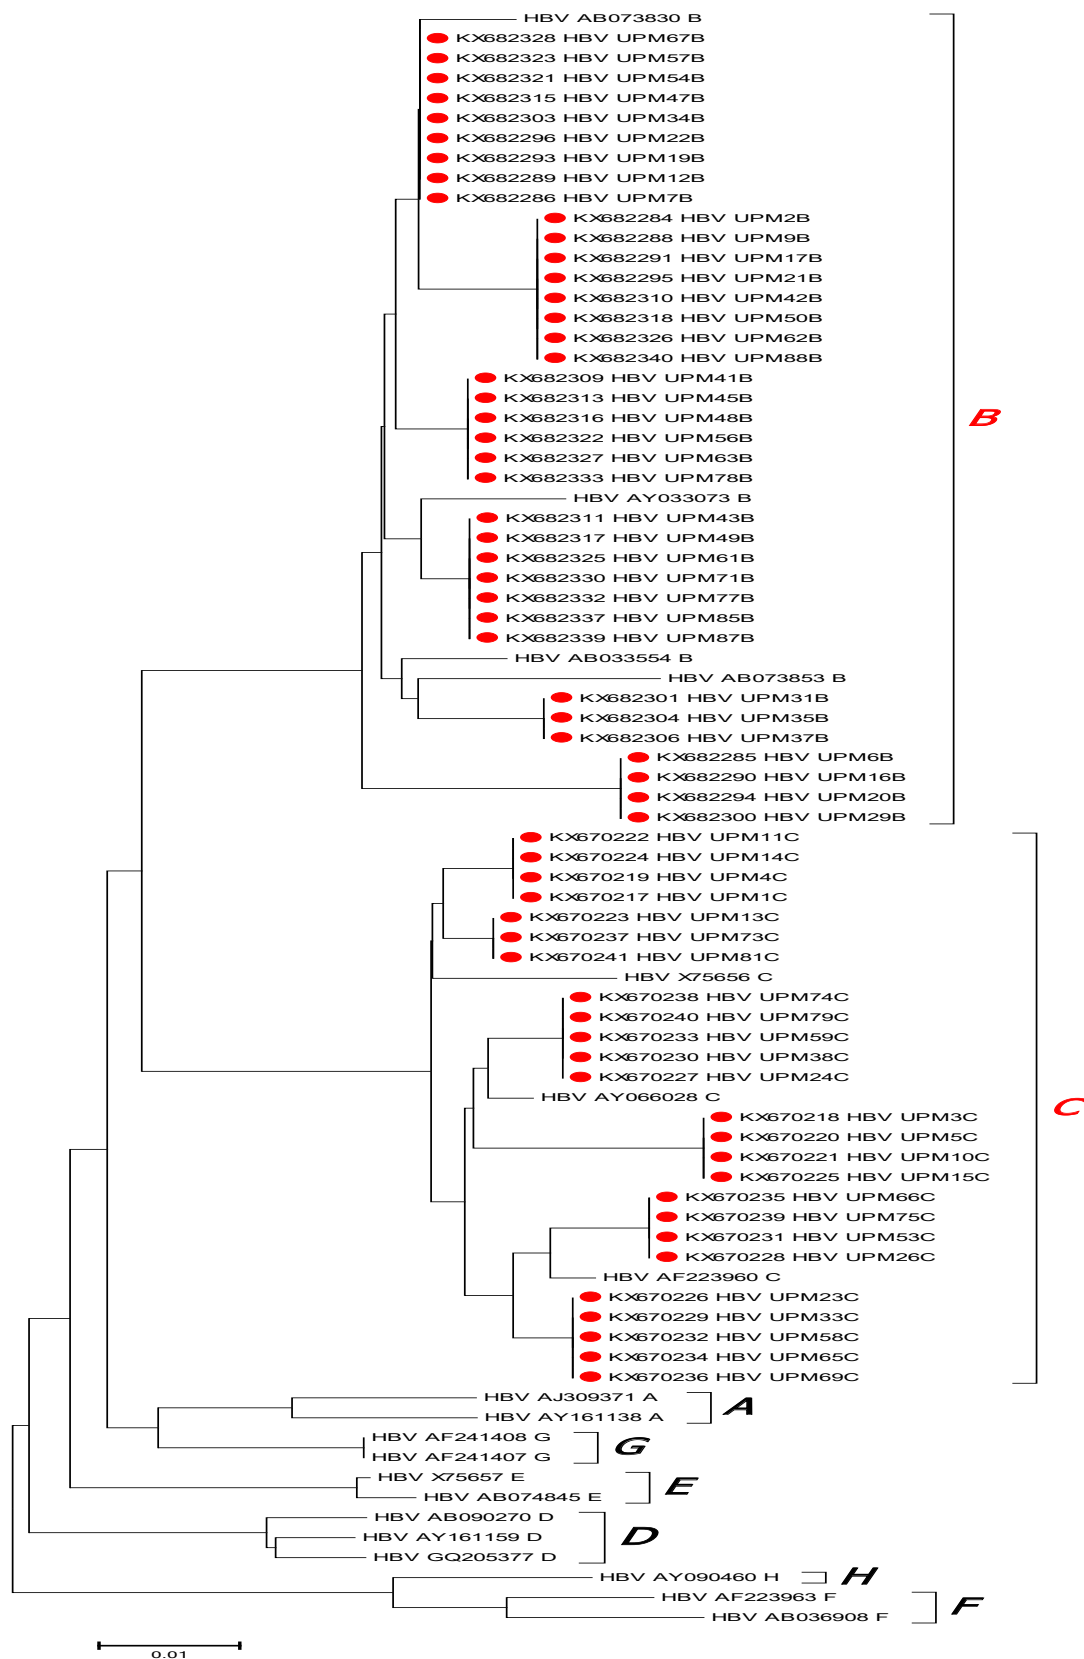 HBV AB073830 B
KX682328 HBV UPM67B
KX682323 HBV UPM57B
KX682321 HBV UPM54B
KX682315 HBV UPM47B
KX682303 HBV UPM34B
KX682296 HBV UPM22B
KX682293 HBV UPM19B
KX682289 HBV UPM12B
KX682286 HBV UPM7B
KX682284 HBV UPM2B
KX682288 HBV UPM9B
KX682291 HBV UPM17B
KX682295 HBV UPM21B
KX682310 HBV UPM42B
KX682318 HBV UPM50B
KX682326 HBV UPM62B
KX682340 HBV UPM88B
KX682309 HBV UPM41B
KX682313 HBV UPM45B
KX682316 HBV UPM48B
B
KX682322 HBV UPM56B
KX682327 HBV UPM63B
KX682333 HBV UPM78B
HBV AY033073 B
KX682311 HBV UPM43B
KX682317 HBV UPM49B
KX682325 HBV UPM61B
KX682330 HBV UPM71B
KX682332 HBV UPM77B
KX682337 HBV UPM85B
KX682339 HBV UPM87B
HBV AB033554 B
HBV AB073853 B
KX682301 HBV UPM31B
KX682304 HBV UPM35B
KX682306 HBV UPM37B
KX682285 HBV UPM6B
KX682290 HBV UPM16B
KX682294 HBV UPM20B
KX682300 HBV UPM29B
KX670222 HBV UPM11C
KX670224 HBV UPM14C
KX670219 HBV UPM4C
KX670217 HBV UPM1C
KX670223 HBV UPM13C
KX670237 HBV UPM73C
KX670241 HBV UPM81C
HBV X75656 C
KX670238 HBV UPM74C
KX670240 HBV UPM79C
KX670233 HBV UPM59C
KX670230 HBV UPM38C
KX670227 HBV UPM24C
HBV AY066028 C
C
KX670218 HBV UPM3C
KX670220 HBV UPM5C
KX670221 HBV UPM10C
KX670225 HBV UPM15C
KX670235 HBV UPM66C
KX670239 HBV UPM75C
KX670231 HBV UPM53C
KX670228 HBV UPM26C
HBV AF223960 C
KX670226 HBV UPM23C
KX670229 HBV UPM33C
KX670232 HBV UPM58C
KX670234 HBV UPM65C
KX670236 HBV UPM69C
HBV AJ309371 A
A
HBV AY161138 A
HBV AF241408 G
G
HBV AF241407 G
HBV X75657 E
E
HBV AB074845 E
HBV AB090270 D
HBV AY161159 D
D
HBV GQ205377 D
HBV AY090460 H
H
HBV AF223963 F
F
HBV AB036908 F
0.01